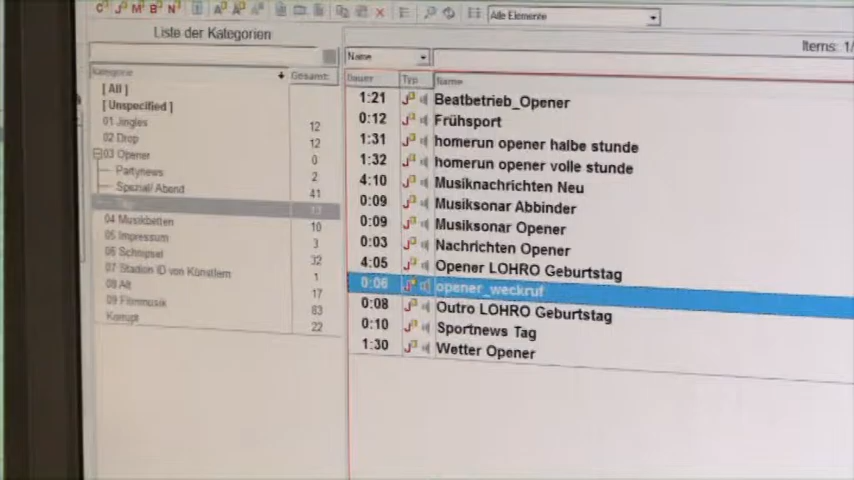 Alle Elemente
Liste der Kategorien
Items: 1/
Name
Kategorie Gesamt:
Dauer Typ Name
[ All ]
[ Unspecified ]
01 Jingles 12
02 Drop 12
03 Opener 0
Partynews 2
Spezial/ Abend 41
Tag 13
04 Musikbetten 10
05 Impressum 3
06 Schnipsel 32
07 Stadion ID von Künstlern 1
08 Alt 17
09 Filmmusik 83
Korrupt 22
1:21 Beatbetrieb_Opener
0:12 Frühsport
1:31 homerun opener halbe stunde
1:32 homerun opener volle stunde
4:10 Musiknachrichten Neu
0:09 Musiksonar Abbinder
0:09 Musiksonar Opener
0:03 Nachrichten Opener
4:05 Opener LOHRO Geburtstag
0:06 opener_weckruf
0:08 Outro LOHRO Geburtstag
0:10 Sportnews Tag
1:30 Wetter Opener